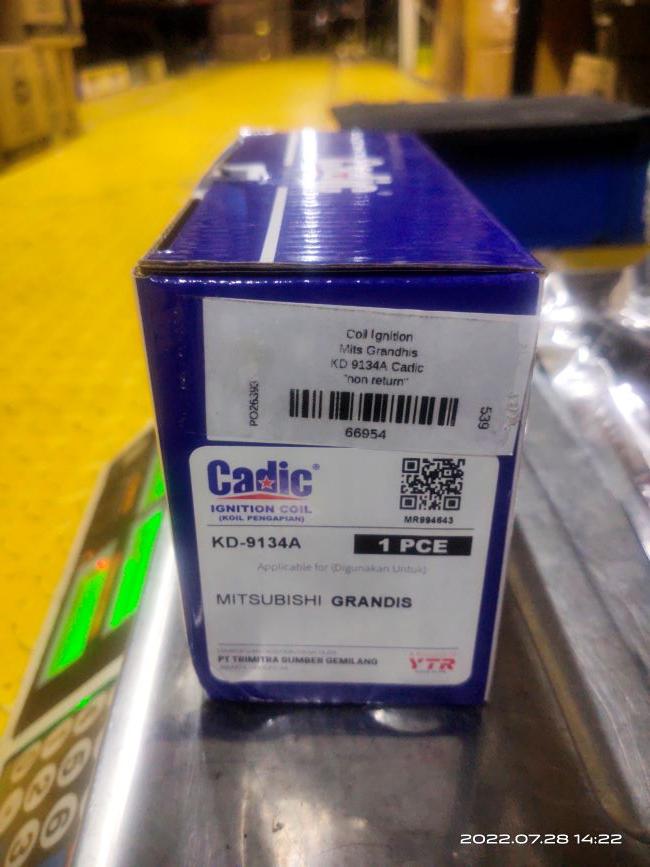 Coil Ignition
Mits Grandhis
KD 9134A Cadic
"non return"
PO26393
539
66954
Cadic®
IGNITION COIL
(KOIL PENGAPIAN)
MR994643
KD-9134A
1 PCE
Applicable for (Digunakan Untuk)
MITSUBISHI GRANDIS
PT TRIMITRA SUMBER GEMILANG
YTR
2022.07.28 14:22